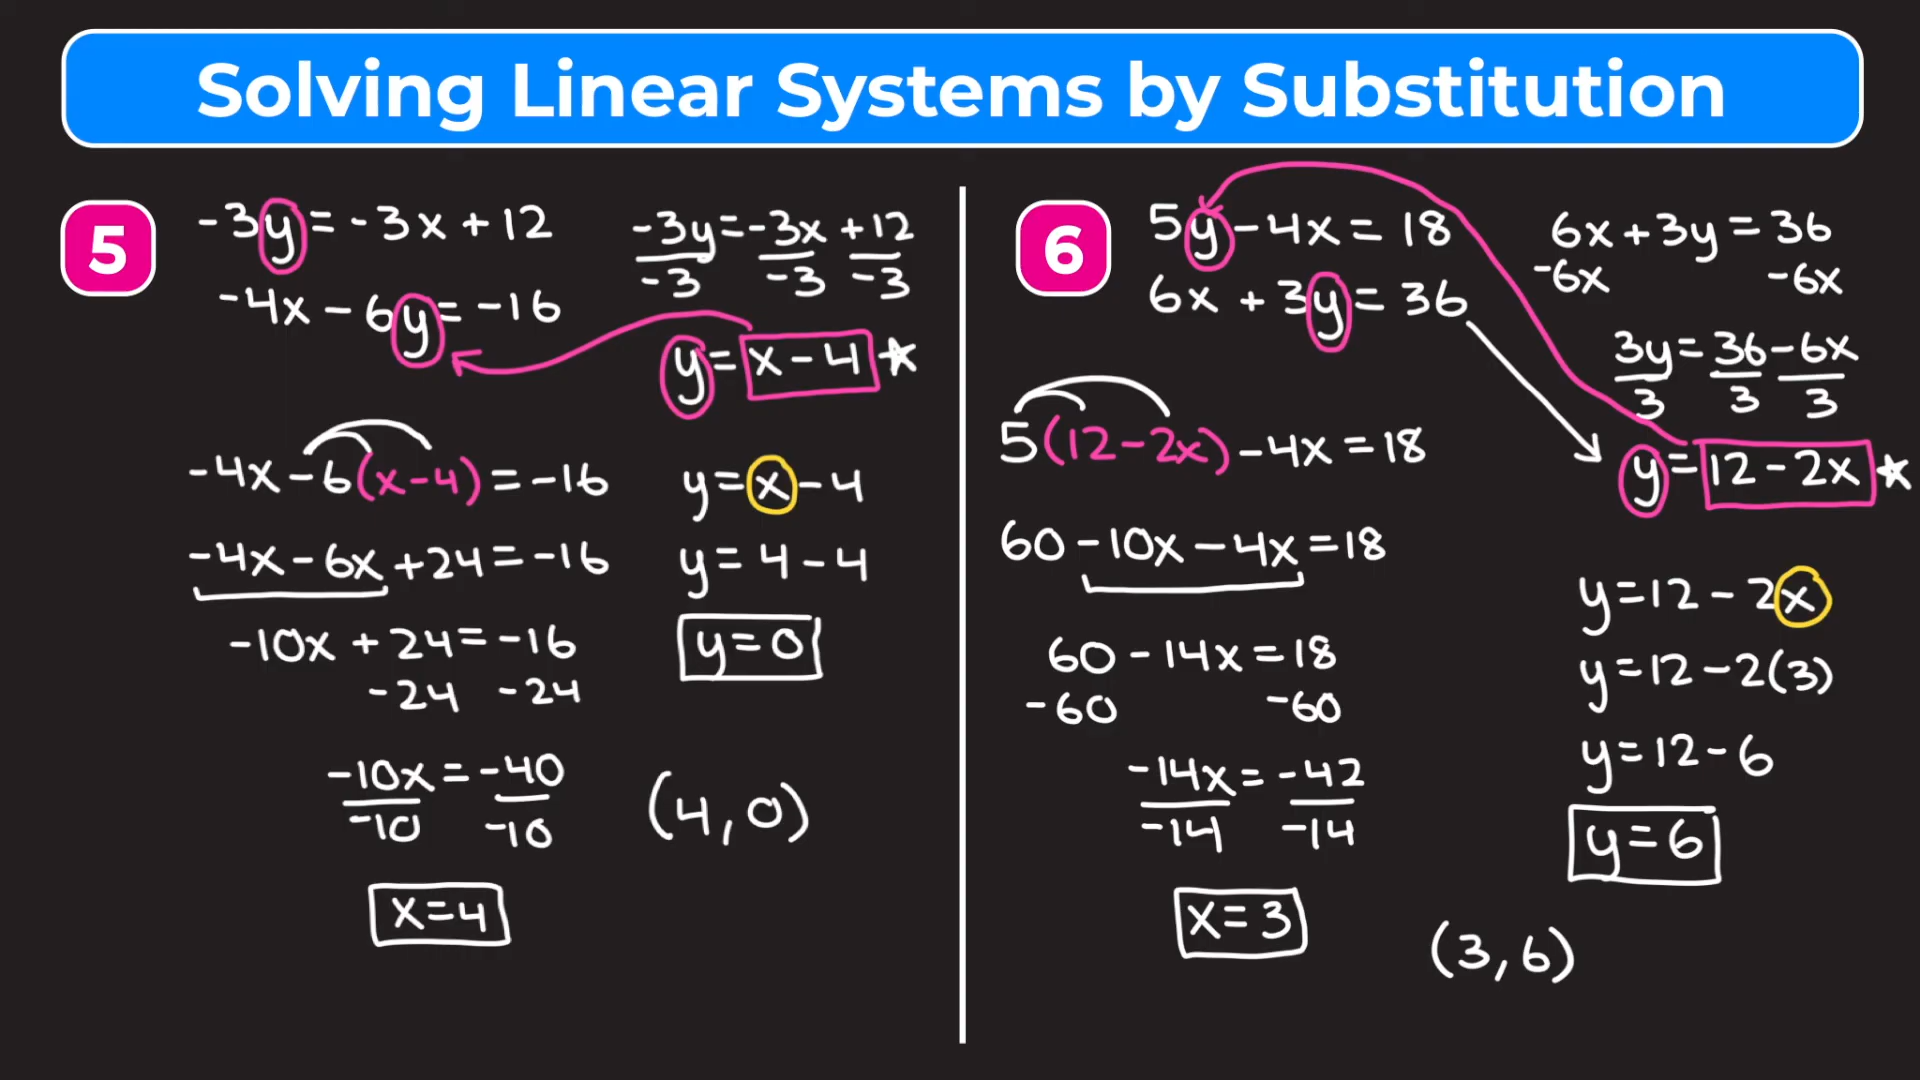 Solving Linear Systems by Substitution
5
-3y = -3x + 12
-4x - 6y = -16
-3y = -3x + 12
-3 -3 -3
y = x - 4 ★
-4x - 6(x - 4) = -16
-4x - 6x + 24 = -16
-10x + 24 = -16
-24 -24
-10x = -40
-10 -10
x = 4
y = x - 4
y = 4 - 4
y = 0
(4, 0)
6
5y - 4x = 18
6x + 3y = 36
6x + 3y = 36
-6x -6x
3y = 36 - 6x
3 3 3
y = 12 - 2x ★
5(12 - 2x) - 4x = 18
60 - 10x - 4x = 18
60 - 14x = 18
-60 -60
-14x = -42
-14 -14
x = 3
y = 12 - 2x
y = 12 - 2(3)
y = 12 - 6
y = 6
(3, 6)